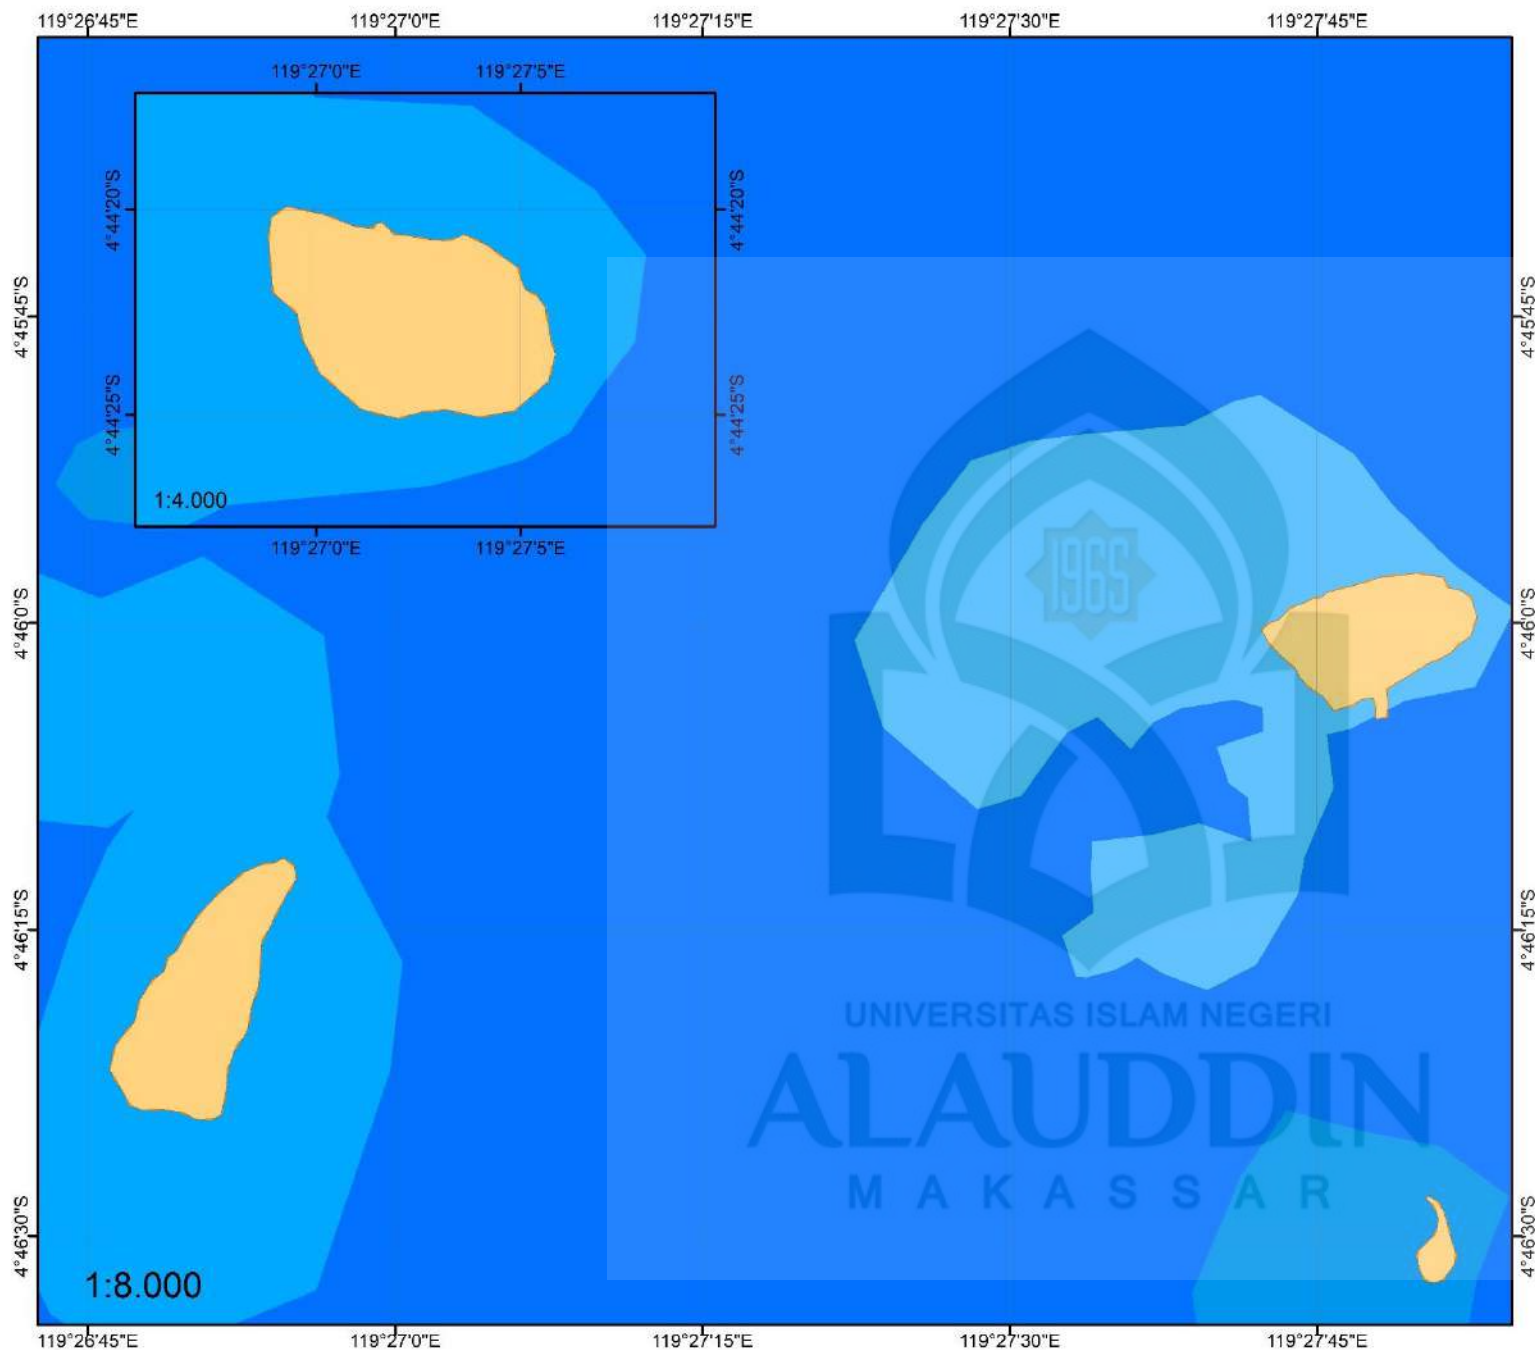 119°26'45"E 119°27'0"E 119°27'15"E 119°27'30"E 119°27'45"E
119°27'0"E 119°27'5"E
4°44'20"S 4°44'20"S
4°45'45"S 4°45'45"S
4°44'25"S 4°44'25"S
1:4.000
119°27'0"E 119°27'5"E
1965
4°46'0"S 4°46'0"S
4°46'15"S 4°46'15"S
UNIVERSITAS ISLAM NEGERI
ALAUDDIN
MAKASSAR
4°46'30"S 4°46'30"S
1:8.000
119°26'45"E 119°27'0"E 119°27'15"E 119°27'30"E 119°27'45"E